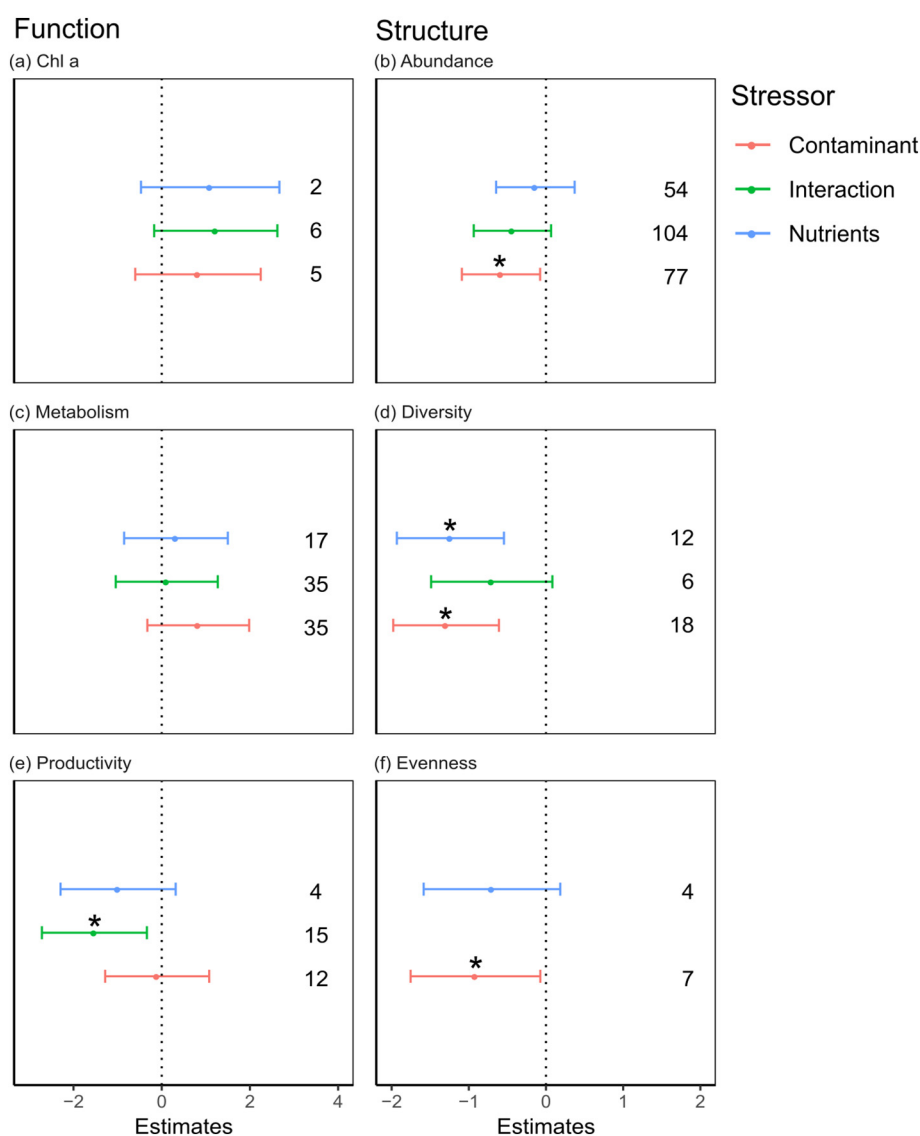 Function
Structure
(a) Chl a
(b) Abundance
Stressor
Contaminant
Interaction
Nutrients
2
6
5
54
104
*
77
(c) Metabolism
(d) Diversity
17
35
35
*
12
6
*
18
(e) Productivity
(f) Evenness
4
*
15
12
4
*
7
−2 0 2 4
Estimates
−2 −1 0 1 2
Estimates